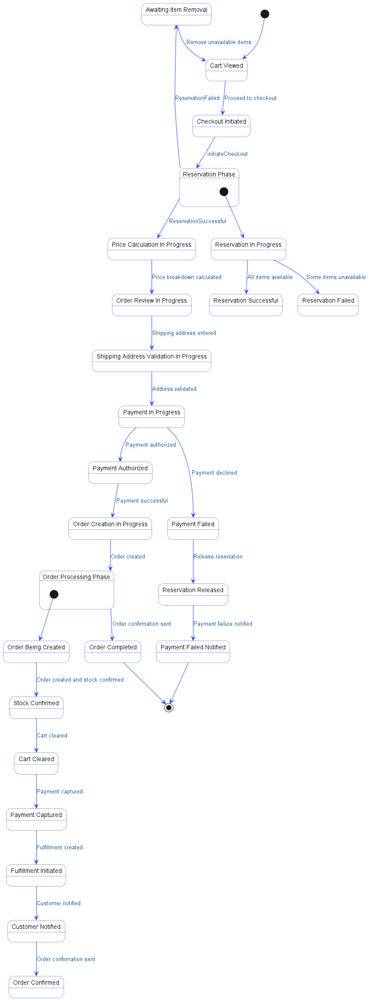 Awaiting Item Removal
Remove unavailable items
Cart Viewed
ReservationFailed
Proceed to checkout
Checkout Initiated
initiateCheckout
Reservation Phase
ReservationSuccessful
Price Calculation In Progress
Reservation In Progress
Price breakdown calculated
All items available
Some items unavailable
Order Review In Progress
Reservation Successful
Reservation Failed
Shipping address entered
Shipping Address Validation In Progress
Address validated
Payment In Progress
Payment authorized
Payment Authorized
Payment declined
Payment successful
Order Creation In Progress
Payment Failed
Order created
Release reservation
Order Processing Phase
Reservation Released
Order confirmation sent
Payment failure notified
Order Being Created
Order Completed
Payment Failed Notified
Order created and stock confirmed
Stock Confirmed
Cart cleared
Cart Cleared
Payment captured
Payment Captured
Fulfillment created
Fulfillment Initiated
Customer notified
Customer Notified
Order confirmation sent
Order Confirmed